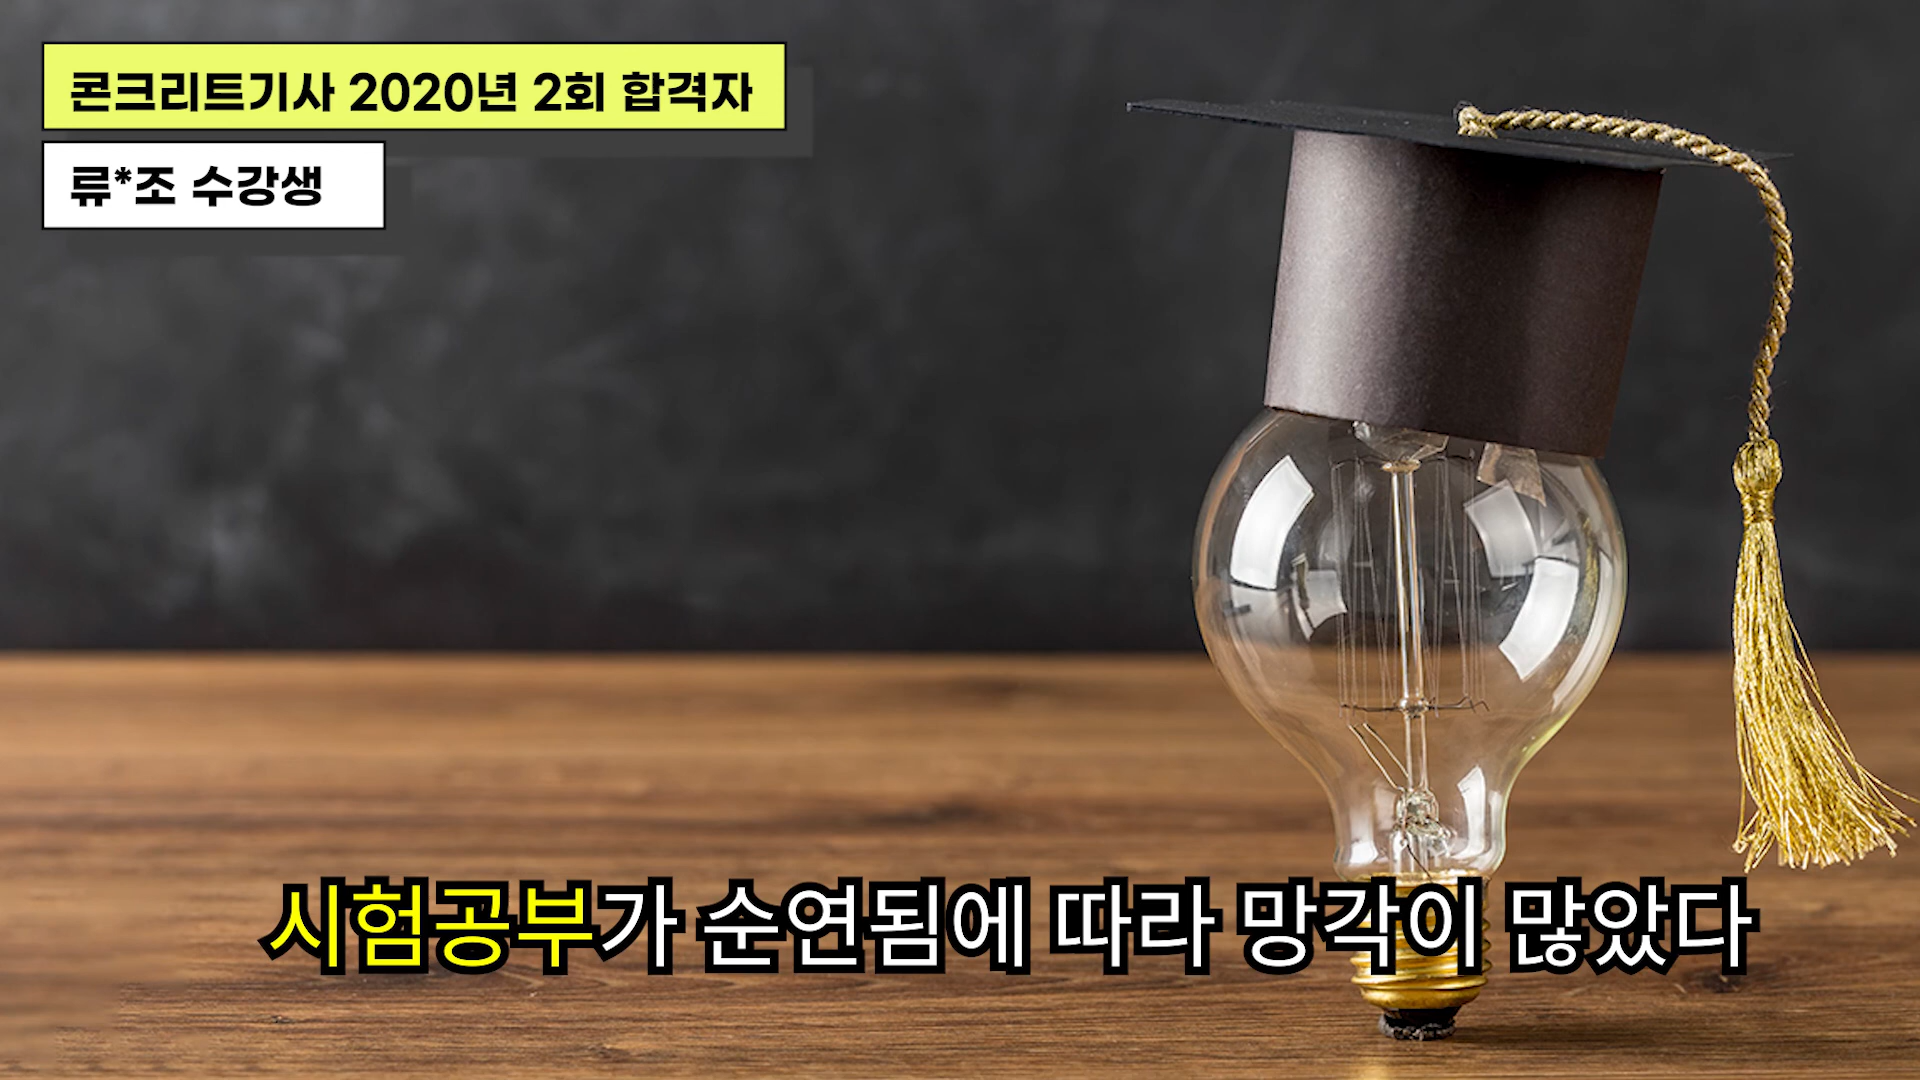 콘크리트기사 2020년 2회 합격자
류*조 수강생
시험공부가 순연됨에 따라 망각이 많았다